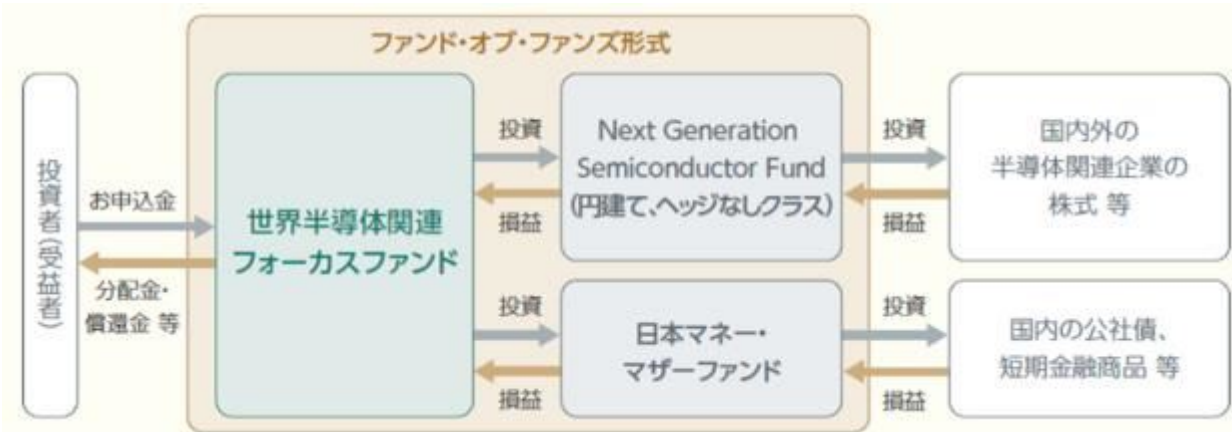 ファンド・オブ・ファンズ形式
投資者(受益者)
お申込金
分配金・
償還金 等
世界半導体関連
フォーカスファンド
投資
損益
Next Generation
Semiconductor Fund
(円建て、ヘッジなしクラス)
投資
損益
国内外の
半導体関連企業の
株式 等
投資
損益
日本マネー・
マザーファンド
投資
損益
国内の公社債、
短期金融商品 等